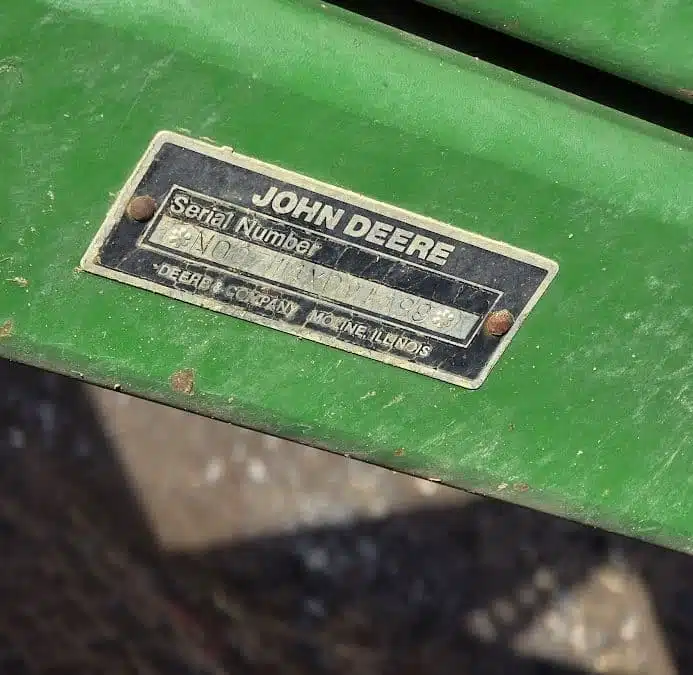 JOHN DEERE
Serial Number
DEERE & COMPANY MOLINE, ILLINOIS